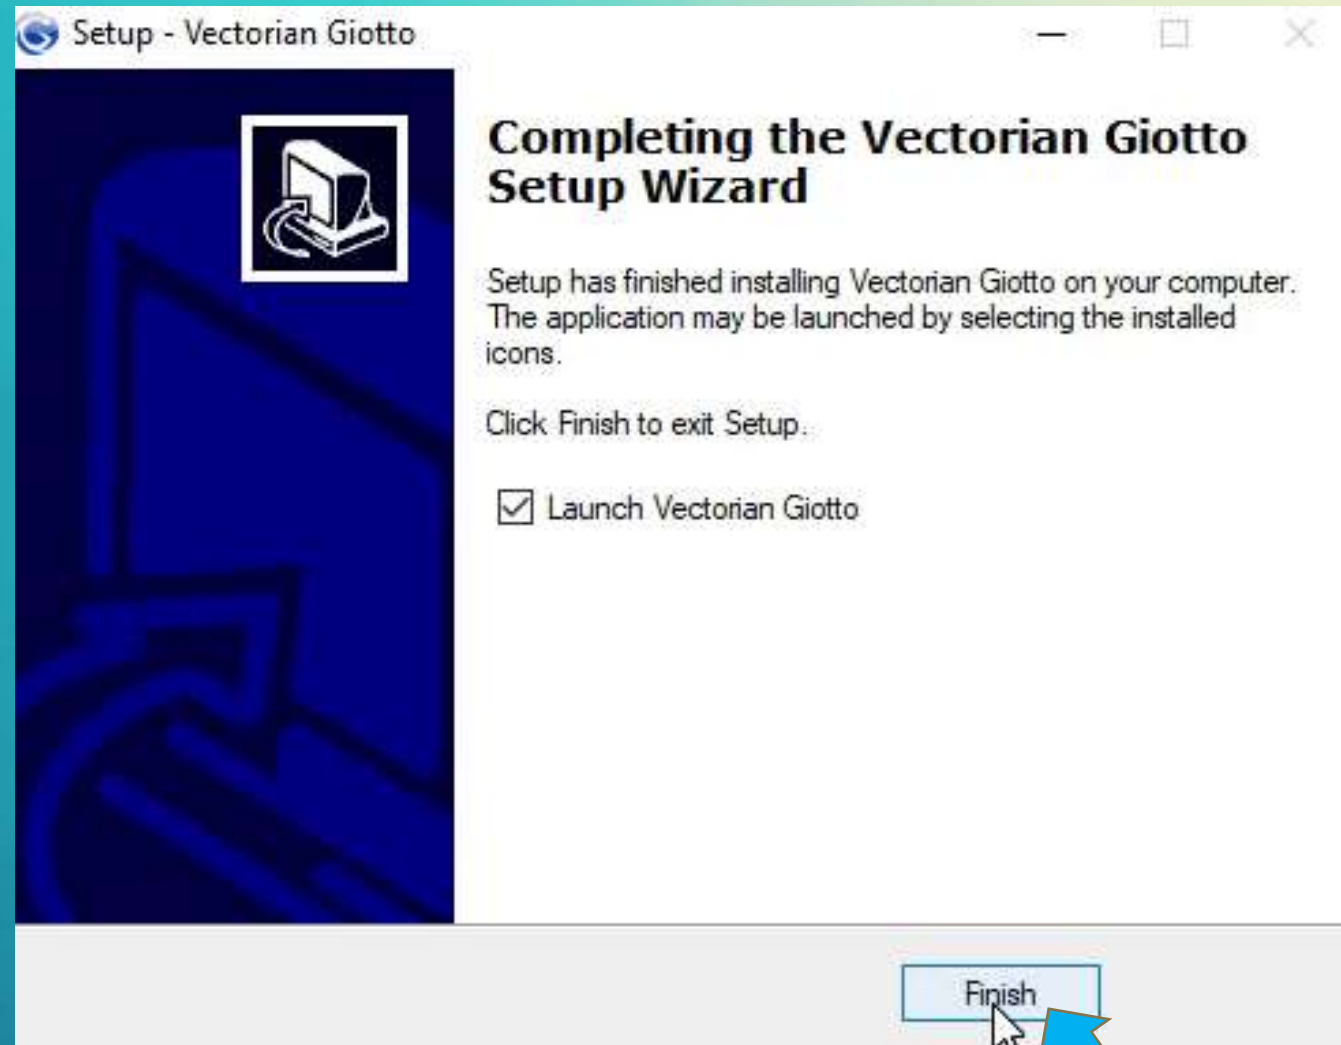 Setup - Vectorian Giotto
Completing the Vectorian Giotto
Setup Wizard
Setup has finished installing Vectorian Giotto on your computer.
The application may be launched by selecting the installed
icons.
Click Finish to exit Setup.
Launch Vectorian Giotto
Finish